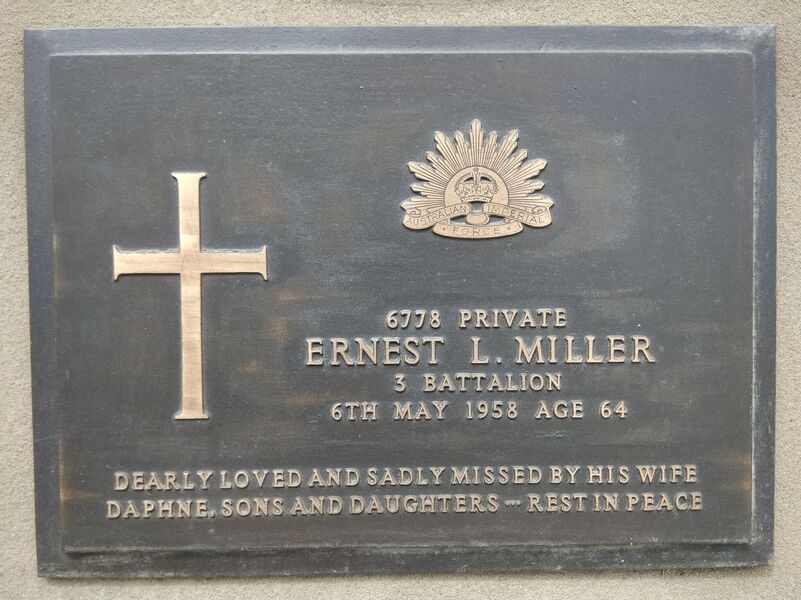 AUSTRALIAN IMPERIAL
FORCE
6778 PRIVATE
ERNEST L. MILLER
3 BATTALION
6TH MAY 1958 AGE 64
DEARLY LOVED AND SADLY MISSED BY HIS WIFE
DAPHNE, SONS AND DAUGHTERS --- REST IN PEACE